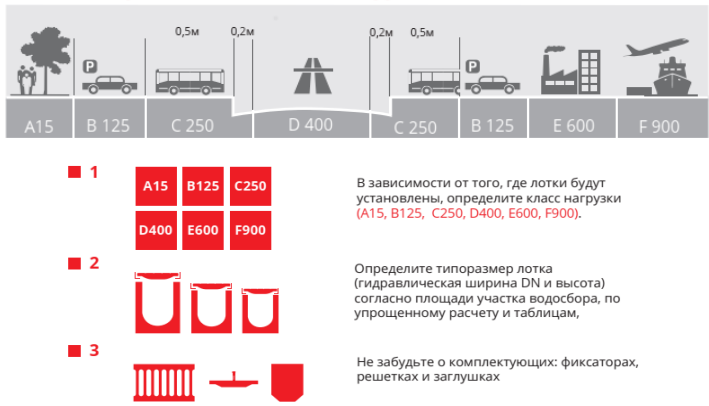 0,5м 0,2м 0,2м 0,5м
P P
A15 B 125 C 250 D 400 C 250 B 125 E 600 F 900
1
A15 B125 C250
D400 E600 F900
В зависимости от того, где лотки будут
установлены, определите класс нагрузки
(A15, B125, C250, D400, E600, F900).
2
Определите типоразмер лотка
(гидравлическая ширина DN и высота)
согласно площади участка водосбора, по
упрощенному расчету и таблицам,
3
Не забудьте о комплектующих: фиксаторах,
решетках и заглушках